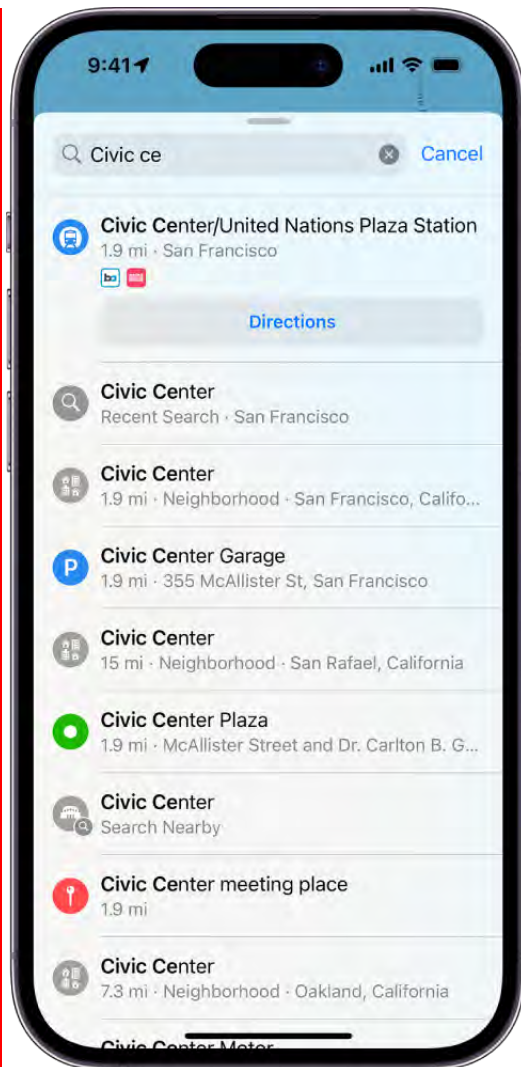 9:41
Civic ce
Cancel
Civic Center/United Nations Plaza Station
1.9 mi · San Francisco
ba
Directions
Civic Center
Recent Search · San Francisco
Civic Center
1.9 mi · Neighborhood · San Francisco, Califo...
P
Civic Center Garage
1.9 mi · 355 McAllister St, San Francisco
Civic Center
15 mi · Neighborhood · San Rafael, California
Civic Center Plaza
1.9 mi · McAllister Street and Dr. Carlton B. G...
Civic Center
Search Nearby
Civic Center meeting place
1.9 mi
Civic Center
7.3 mi · Neighborhood · Oakland, California
Civic Center Motor